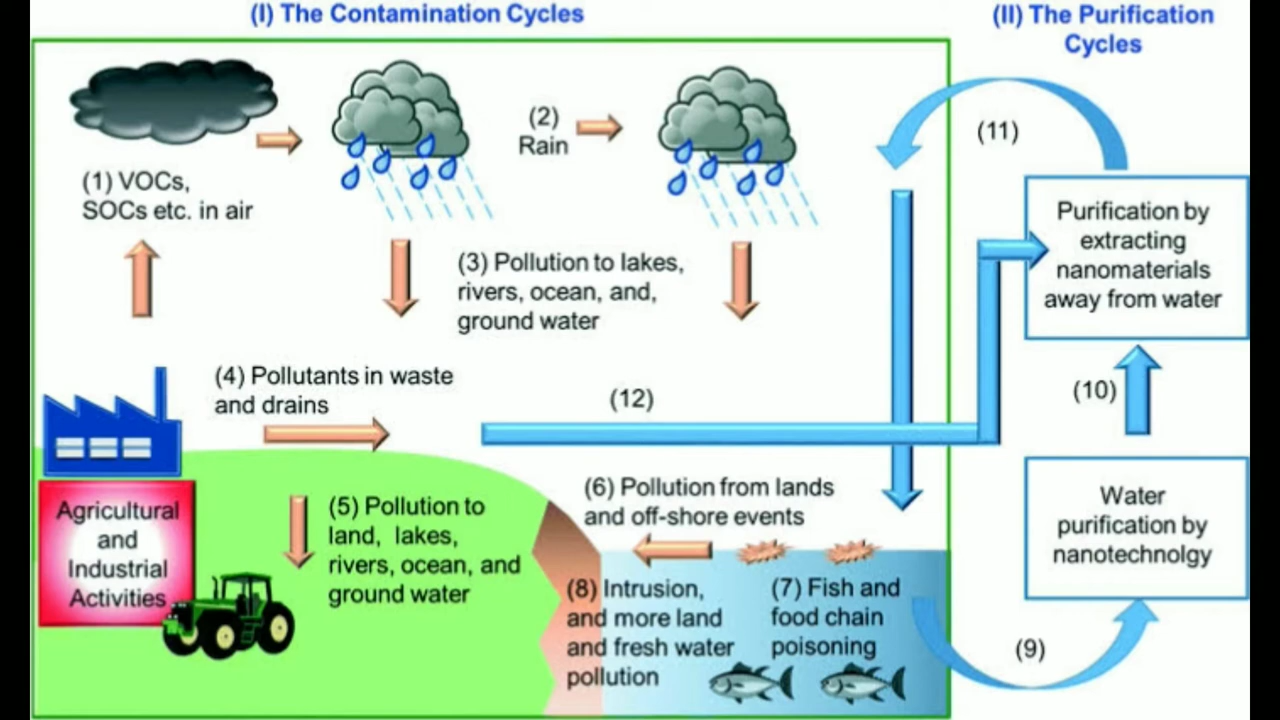 (I) The Contamination Cycles
(II) The Purification
Cycles
(1) VOCs,
SOCs etc. in air
(2)
Rain
(3) Pollution to lakes,
rivers, ocean, and,
ground water
(4) Pollutants in waste
and drains
(5) Pollution to
land, lakes,
rivers, ocean, and
ground water
Agricultural
and
Industrial
Activities
(6) Pollution from lands
and off-shore events
(7) Fish and
food chain
poisoning
(8) Intrusion,
and more land
and fresh water
pollution
(9)
Water
purification by
nanotechnolgy
(10)
Purification by
extracting
nanomaterials
away from water
(11)
(12)